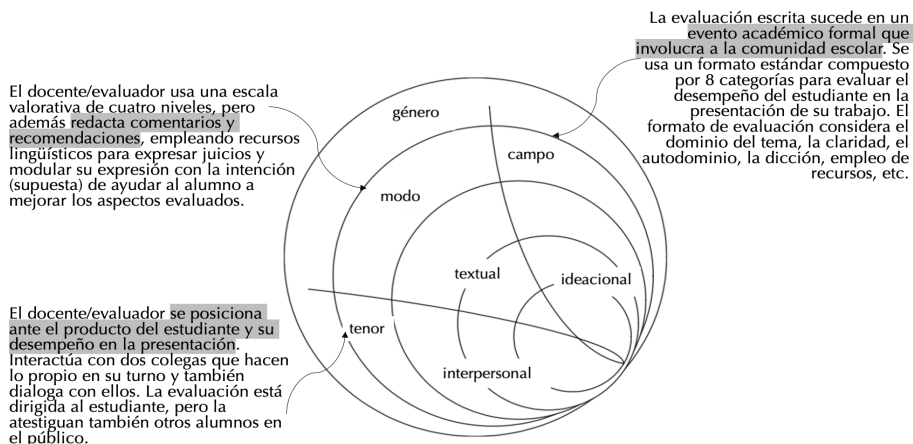 La evaluación escrita sucede en un
evento académico formal que
involucra a la comunidad escolar. Se
usa un formato estándar compuesto
por 8 categorías para evaluar el
desempeño del estudiante en la
presentación de su trabajo. El
formato de evaluación considera el
dominio del tema, la claridad, el
autodominio, la dicción, empleo de
recursos, etc.
El docente/evaluador usa una escala
valorativa de cuatro niveles, pero
además redacta comentarios y
recomendaciones, empleando recursos
lingüísticos para expresar juicios y
modular su expresión con la intención
(supuesta) de ayudar al alumno a
mejorar los aspectos evaluados.
género
campo
modo
textual
ideacional
tenor
interpersonal
El docente/evaluador se posiciona
ante el producto del estudiante y su
desempeño en la presentación.
Interactúa con dos colegas que hacen
lo propio en su turno y también
dialoga con ellos. La evaluación está
dirigida al estudiante, pero la
atestiguan también otros alumnos en
el público.